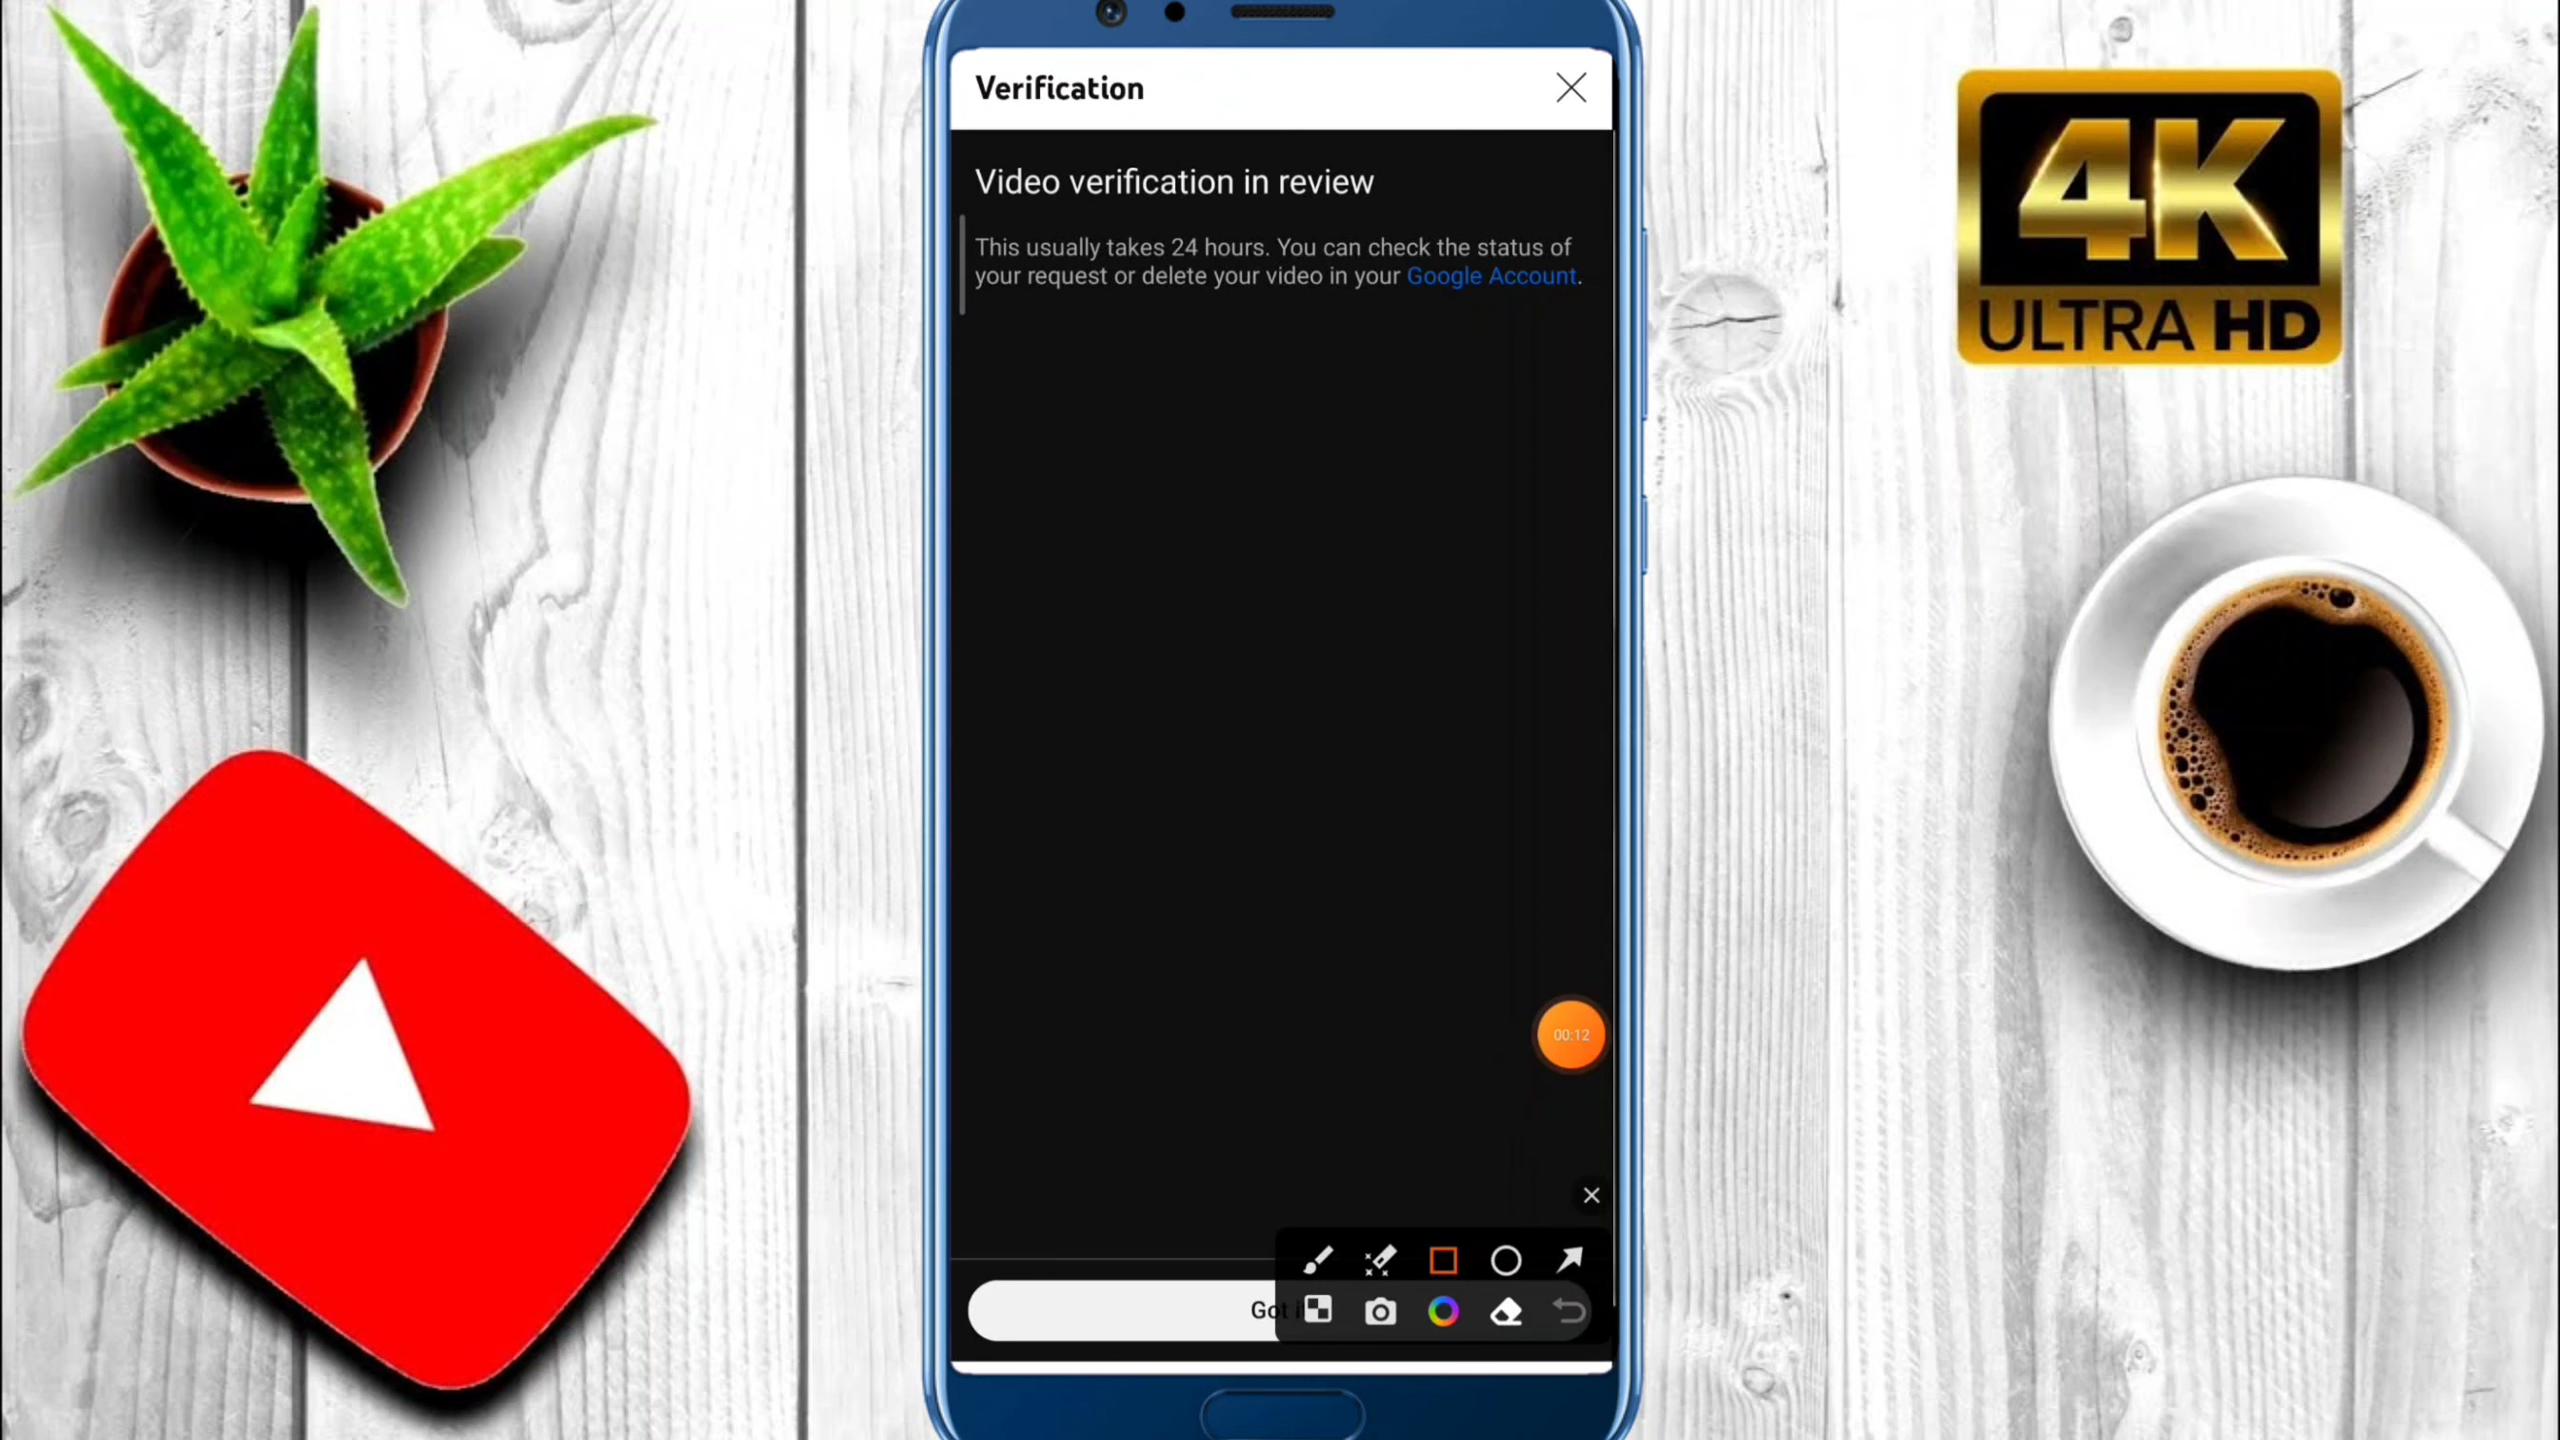 Verification
Video verification in review
This usually takes 24 hours. You can check the status of
your request or delete your video in your Google Account.
4K
ULTRA HD
00:12
Got i